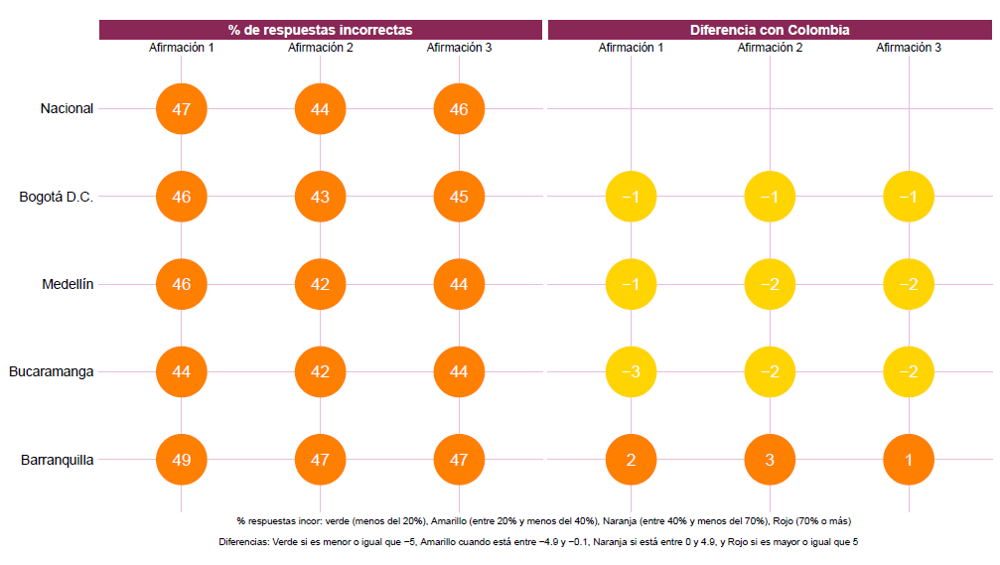 % de respuestas incorrectas Diferencia con Colombia
Afirmación 1 Afirmación 2 Afirmación 3 Afirmación 1 Afirmación 2 Afirmación 3
Nacional 47 44 46
Bogotá D.C. 46 43 45 −1 −1 −1
Medellín 46 42 44 −1 −2 −2
Bucaramanga 44 42 44 −3 −2 −2
Barranquilla 49 47 47 2 3 1
% respuestas incor: verde (menos del 20%), Amarillo (entre 20% y menos del 40%), Naranja (entre 40% y menos del 70%), Rojo (70% o más)
Diferencias: Verde si es menor o igual que −5, Amarillo cuando está entre −4.9 y −0.1, Naranja si está entre 0 y 4.9, y Rojo si es mayor o igual que 5